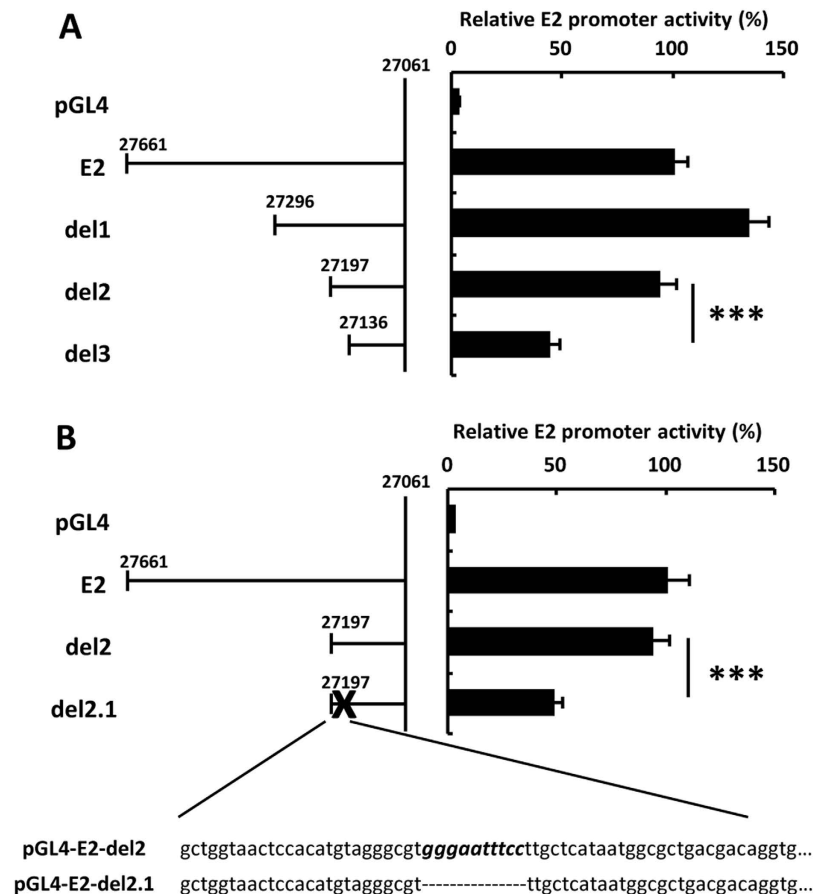 A
Relative E2 promoter activity (%)
0 50 100 150
27061
pGL4
27661
E2
27296
del1
27197
del2
***
27136
del3
B
Relative E2 promoter activity (%)
0 50 100 150
27061
pGL4
27661
E2
27197
del2
***
27197
del2.1
X
pGL4-E2-del2 gctggtaactccacatgtagggcgtgggaatttccttgctcataatggcgctgacgacaggtg...
pGL4-E2-del2.1 gctggtaactccacatgtagggcgt---------------ttgctcataatggcgctgacgacaggtg...